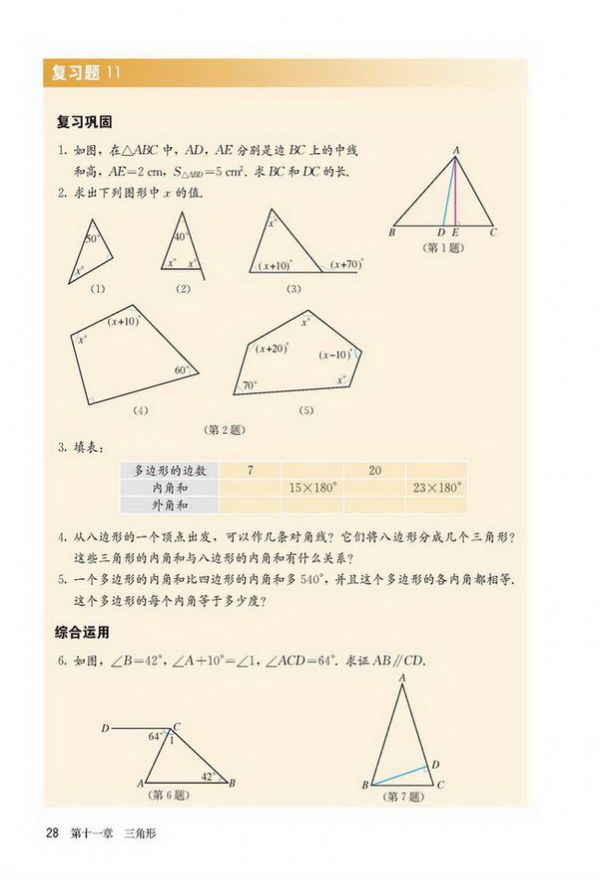 复习题 11
复习巩固
1. 如图，在△ABC 中，AD，AE 分别是边 BC 上的中线
和高，AE=2 cm，S△ABD=5 cm². 求 BC 和 DC 的长.
2. 求出下列图形中 x 的值.
A
B D E C
(第 1 题)
50°
x°
(1)
40°
x° x°
(2)
x°
(x+10)° (x+70)°
(3)
(x+10)°
x°
60°
(4)
x°
(x+20)°
(x−10)°
70°
x°
(5)
(第 2 题)
3. 填表：
多边形的边数 7 20
内角和 15×180° 23×180°
外角和
4. 从八边形的一个顶点出发，可以作几条对角线？它们将八边形分成几个三角形？
这些三角形的内角和与八边形的内角和有什么关系？
5. 一个多边形的内角和比四边形的内角和多 540°，并且这个多边形的各内角都相等.
这个多边形的每个内角等于多少度？
综合运用
6. 如图，∠B=42°，∠A+10°=∠1，∠ACD=64°. 求证 AB∥CD.
D C
64° 1
42°
A B
(第 6 题)
A
D
B C
(第 7 题)
28 第十一章 三角形